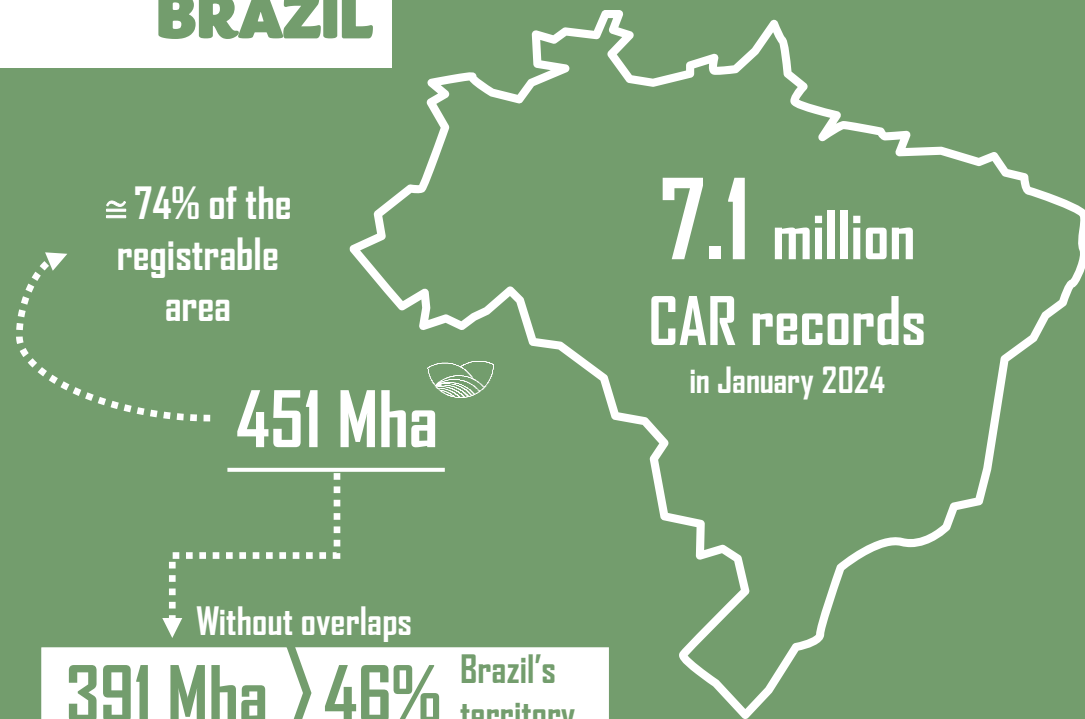 BRAZIL
≅ 74% of the
registrable
area
7.1 million
CAR records
in January 2024
451 Mha
Without overlaps
391 Mha
46%
Brazil's
territory